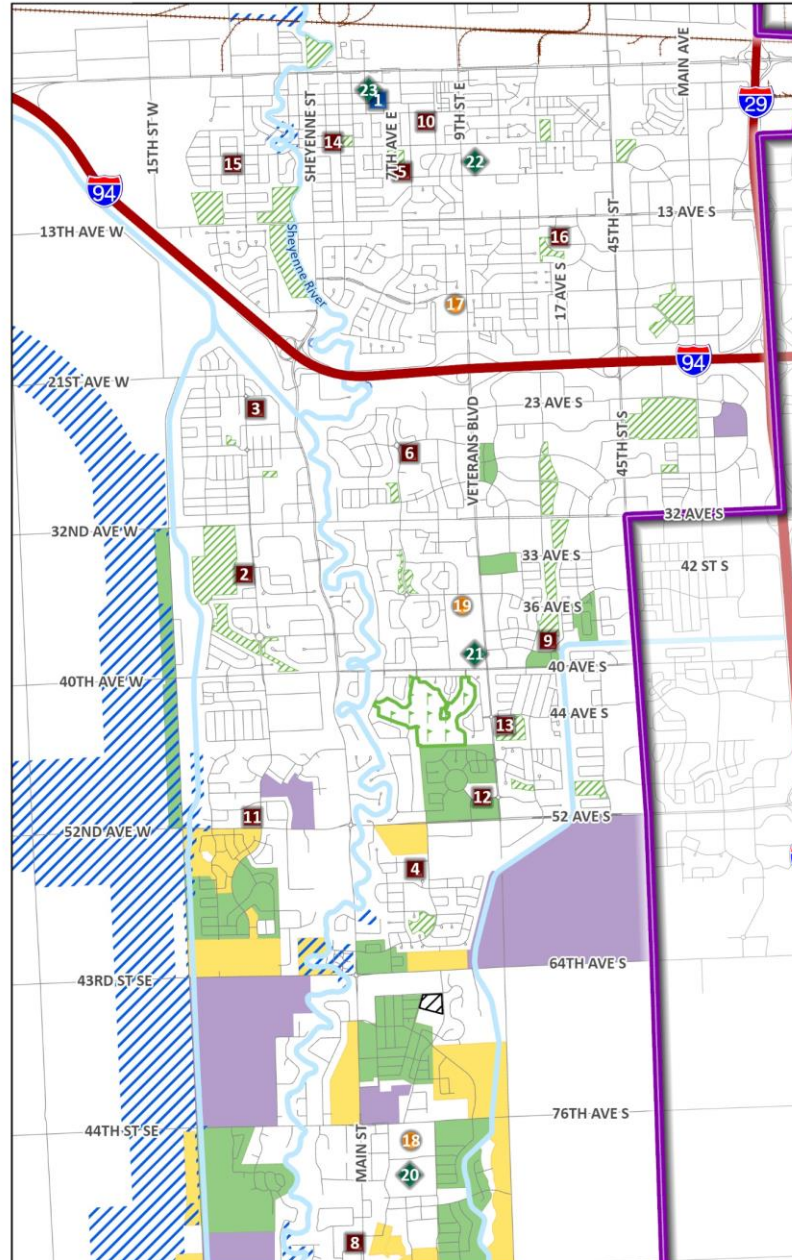 MAIN AVE
23
1
29
10
9TH ST E
SHEYENNE ST
7TH AVE E
14
15TH ST W
15
22
5
94
13 AVE S
45TH ST
13TH AVE W
16
Sheyenne River
17 AVE S
17
94
21ST AVE W
23 AVE S
3
VETERANS BLVD
45TH ST S
6
32ND AVE W
32 AVE S
33 AVE S
42 ST S
2
19
36 AVE S
9
21
40 AVE S
40TH AVE W
44 AVE S
13
12
11
52 AVE S
52ND AVE W
4
64TH AVE S
43RD ST SE
76TH AVE S
44TH ST SE
18
MAIN ST
20
8